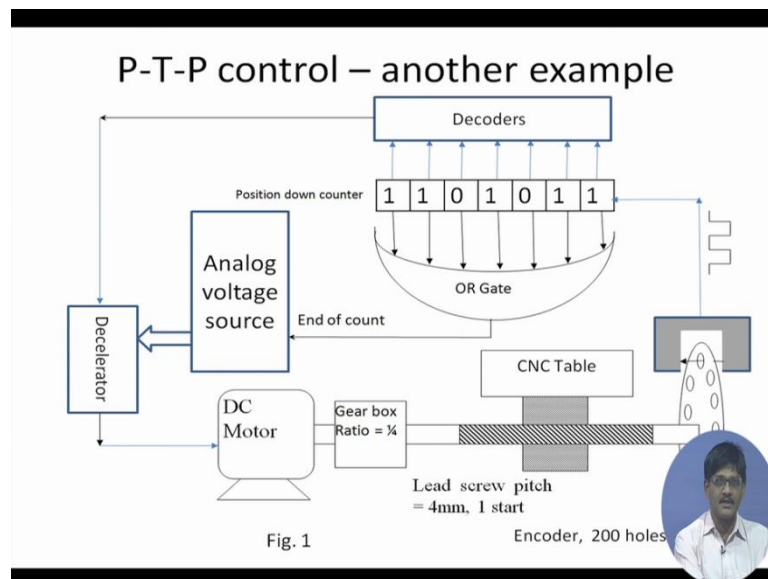 P-T-P control – another example
Decoders
Position down counter
1 1 0 1 0 1 1
OR Gate
Analog
voltage
source
End of count
Decelerator
CNC Table
DC
Motor
Gear box
Ratio = ¼
Lead screw pitch
= 4mm, 1 start
Fig. 1
Encoder, 200 holes